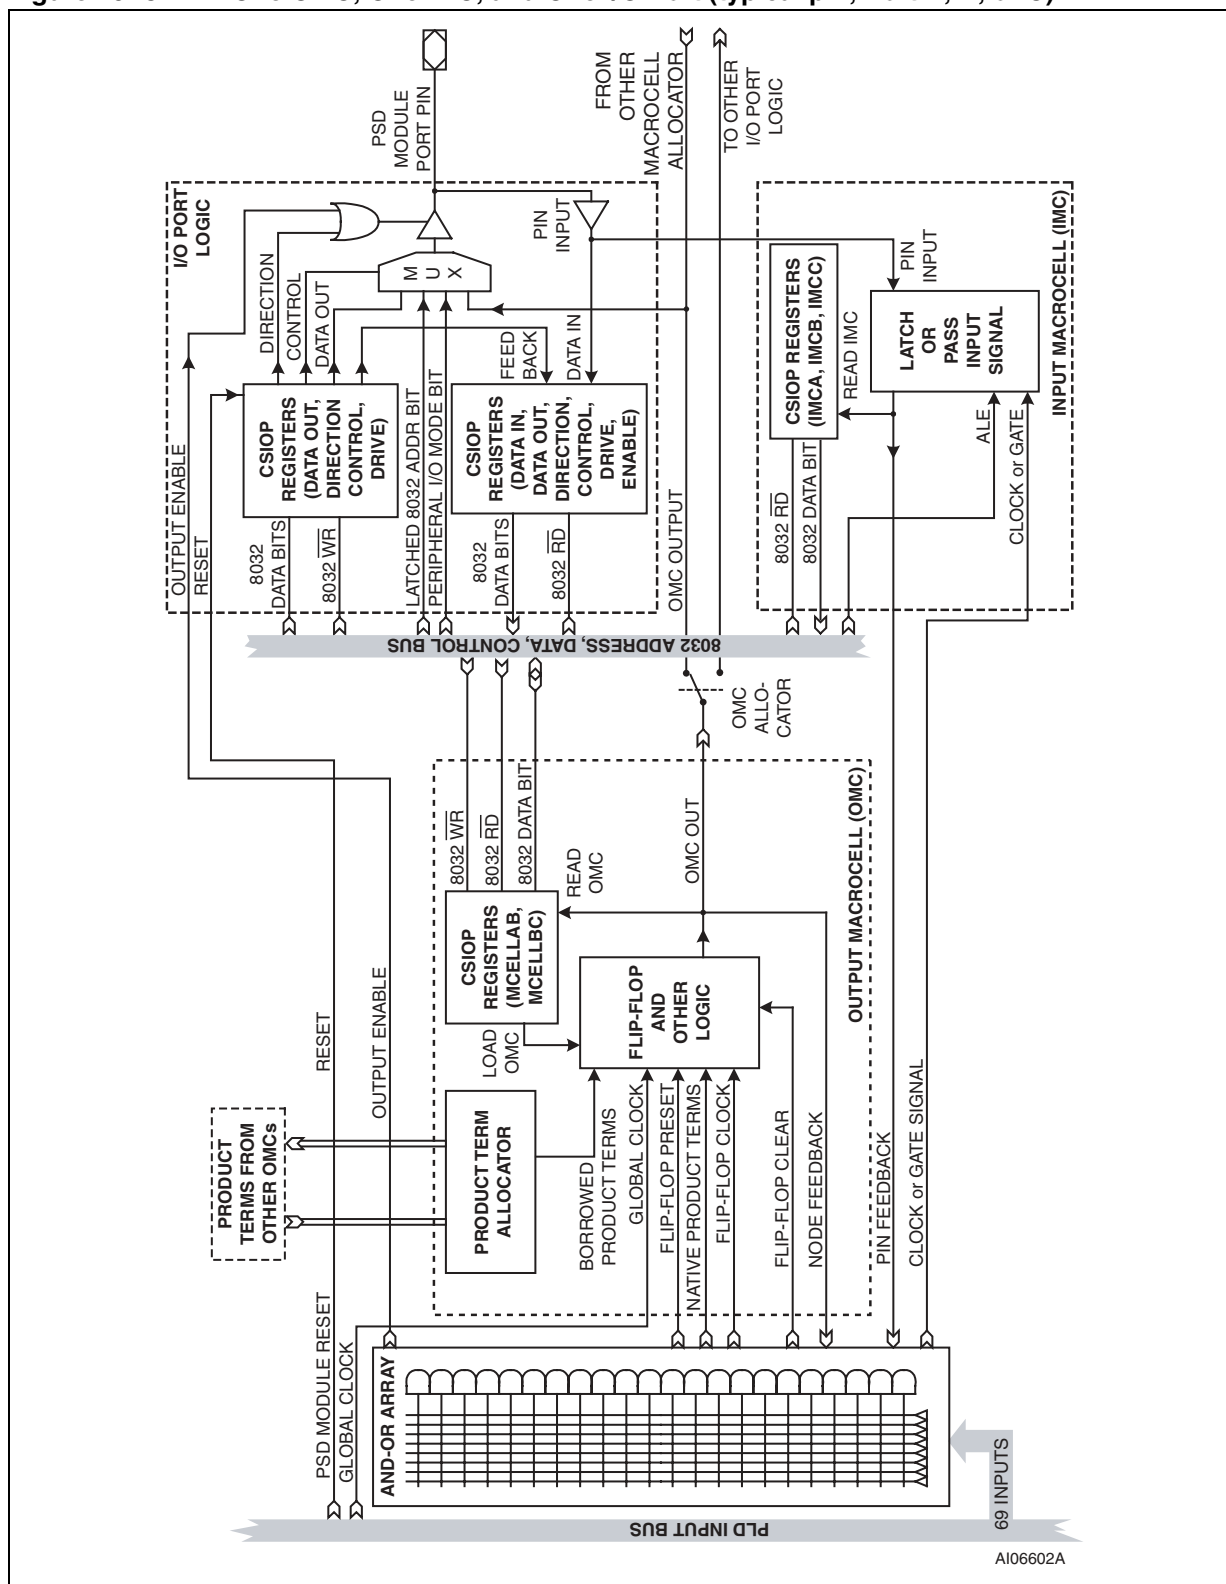 PSD
MODULE
PORT PIN
FROM
OTHER
MACROCELL
ALLOCATOR
TO OTHER
I/O PORT
LOGIC
I/O PORT
LOGIC
DIRECTION
CONTROL
DATA OUT
M
U
X
PIN
INPUT
FEED
BACK
DATA IN
OUTPUT ENABLE
RESET
CSIOP
REGISTERS
(DATA OUT,
DIRECTION
CONTROL,
DRIVE)
LATCHED 8032 ADDR BIT
PERIPHERAL I/O MODE BIT
CSIOP
REGISTERS
(DATA IN,
DATA OUT,
DIRECTION,
CONTROL,
DRIVE,
ENABLE)
8032
DATA BITS
8032 WR
8032
DATA BITS
8032 RD
OMC OUTPUT
CSIOP REGISTERS
(IMCA, IMCB, IMCC)
READ IMC
PIN
INPUT
LATCH
OR
PASS
INPUT
SIGNAL
INPUT MACROCELL (IMC)
8032 RD
8032 DATA BIT
ALE
CLOCK or GATE
8032 ADDRESS, DATA, CONTROL BUS
OMC
ALLO-
CATOR
8032 WR
8032 RD
8032 DATA BIT
OMC OUT
CSIOP
REGISTERS
(MCELLAB,
MCELLBC)
READ
OMC
LOAD
OMC
FLIP-FLOP
AND
OTHER
LOGIC
OUTPUT MACROCELL (OMC)
RESET
OUTPUT ENABLE
PRODUCT
TERMS FROM
OTHER OMCs
PRODUCT TERM
ALLOCATOR
BORROWED
PRODUCT TERMS
GLOBAL CLOCK
FLIP-FLOP PRESET
NATIVE PRODUCT TERMS
FLIP-FLOP CLOCK
FLIP-FLOP CLEAR
NODE FEEDBACK
PIN FEEDBACK
CLOCK or GATE SIGNAL
PSD MODULE RESET
GLOBAL CLOCK
AND-OR ARRAY
PLD INPUT BUS
69 INPUTS
AI06602A